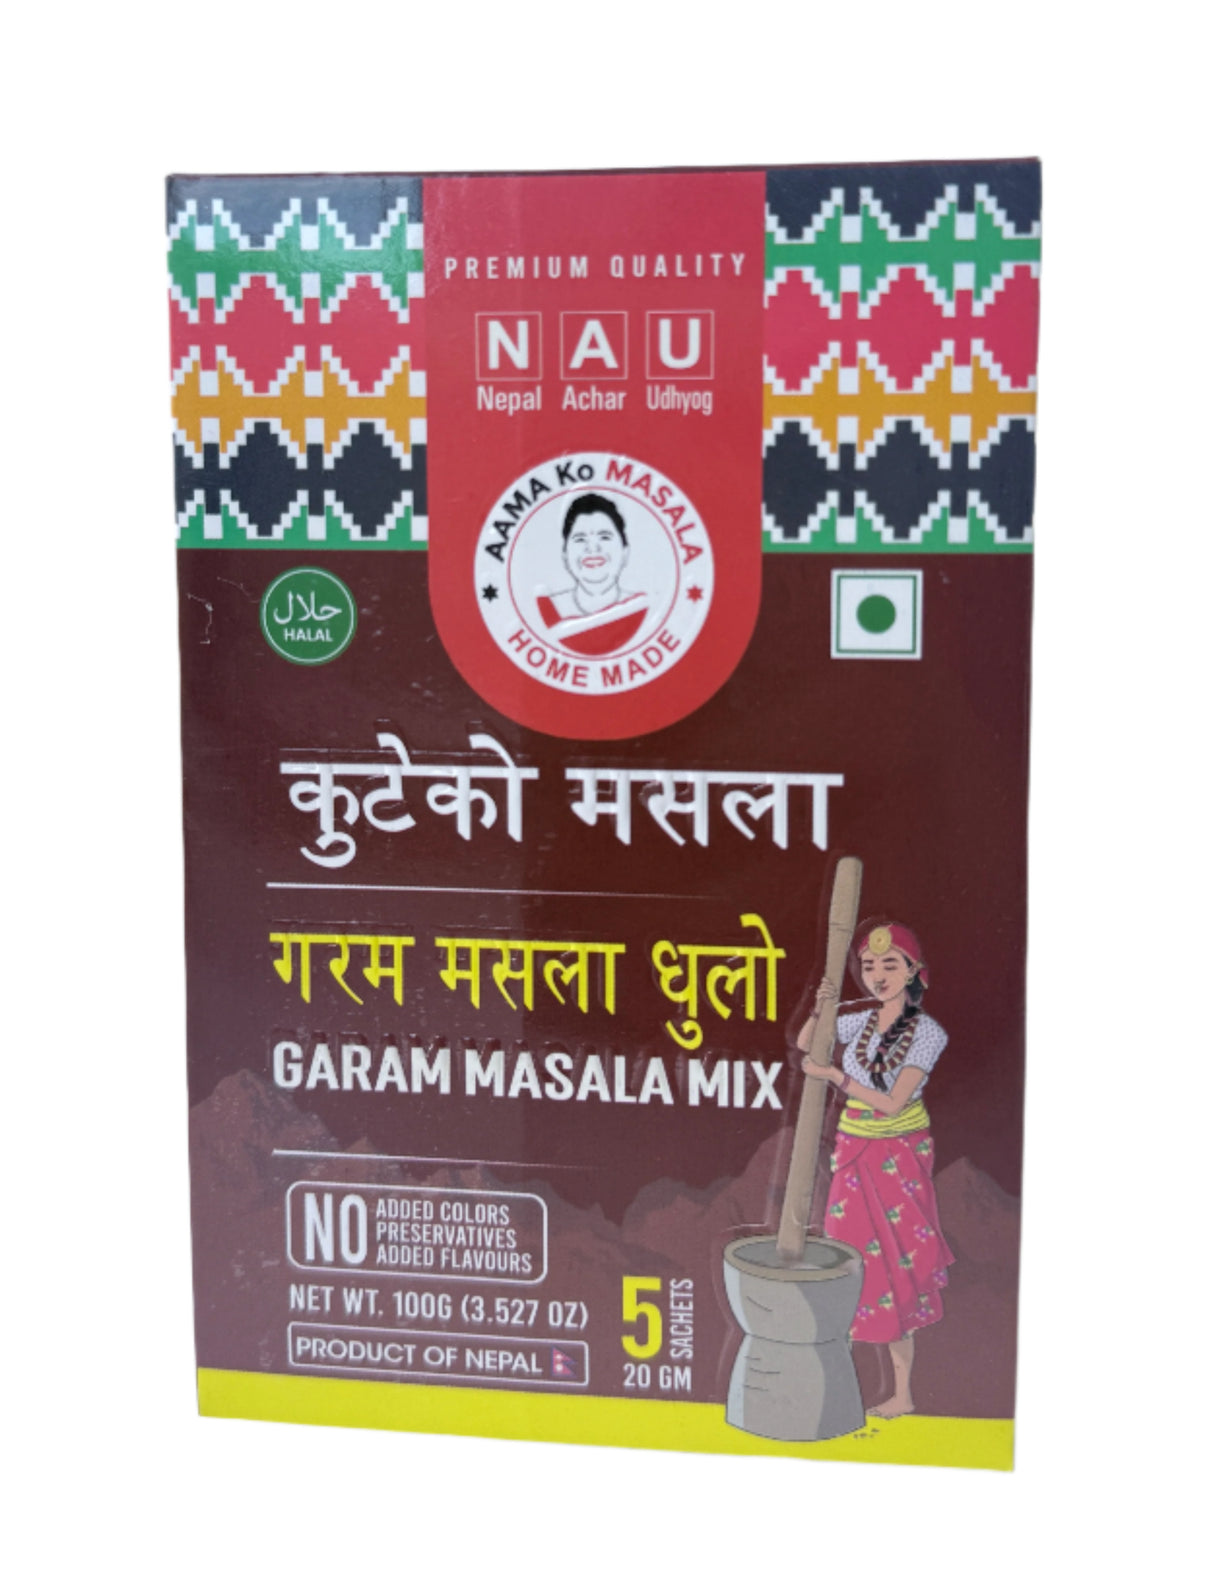 PREMIUM QUALITY
N A U
Nepal Achar Udhyog
AAMA Ko MASALA
HOME MADE
حلال
HALAL
कुटेको मसला
गरम मसला धुलो
GARAM MASALA MIX
NO ADDED COLORS
PRESERVATIVES
ADDED FLAVOURS
NET WT. 100G (3.527 OZ)
PRODUCT OF NEPAL
5 SACHETS
20 GM